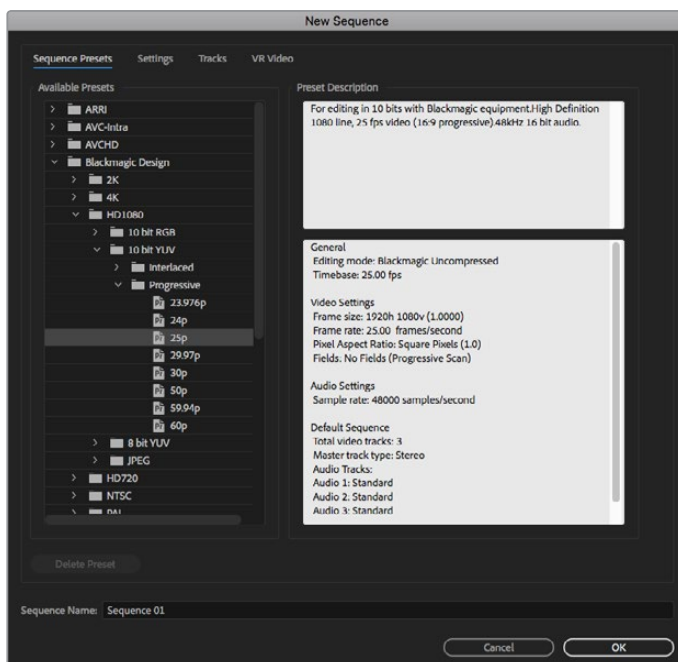 New Sequence
Sequence Presets Settings Tracks VR Video
Available Presets
ARRI
AVC-Intra
AVCHD
Blackmagic Design
2K
4K
HD1080
10 bit RGB
10 bit YUV
Interlaced
Progressive
23.976p
24p
25p
29.97p
30p
50p
59.94p
60p
8 bit YUV
JPEG
HD720
NTSC
PAL
Delete Preset
Preset Description
For editing in 10 bits with Blackmagic equipment.High Definition
1080 line, 25 fps video (16:9 progressive).48kHz 16 bit audio.
General
Editing mode: Blackmagic Uncompressed
Timebase: 25.00 fps
Video Settings
Frame size: 1920h 1080v (1.0000)
Frame rate: 25.00 frames/second
Pixel Aspect Ratio: Square Pixels (1.0)
Fields: No Fields (Progressive Scan)
Audio Settings
Sample rate: 48000 samples/second
Default Sequence
Total video tracks: 3
Master track type: Stereo
Audio Tracks:
Audio 1: Standard
Audio 2: Standard
Audio 3: Standard
Sequence Name: Sequence 01
Cancel OK